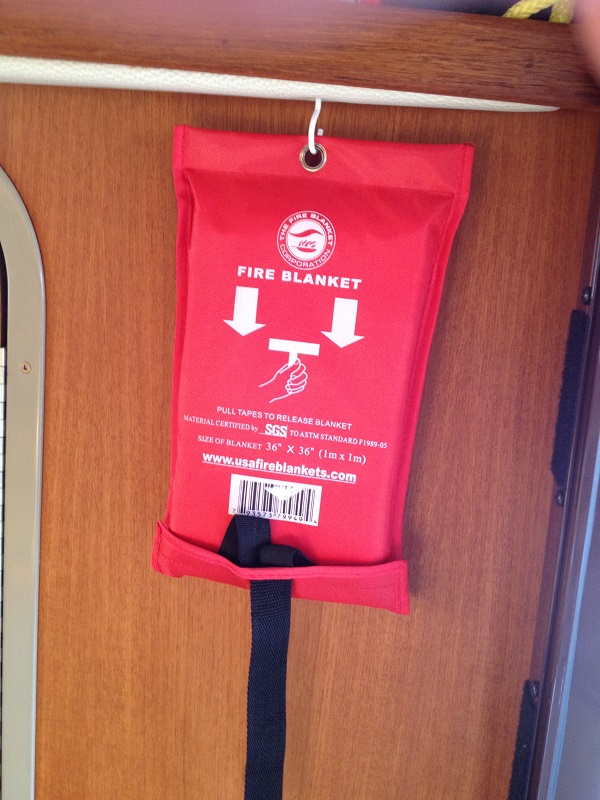 THE FIRE BLANKET
CORPORATION
FIRE BLANKET
PULL TAPES TO RELEASE BLANKET
MATERIAL CERTIFIED by SGS TO ASTM STANDARD F1989-05
SIZE OF BLANKET 36" X 36" (1m x 1m)
www.usafireblankets.com